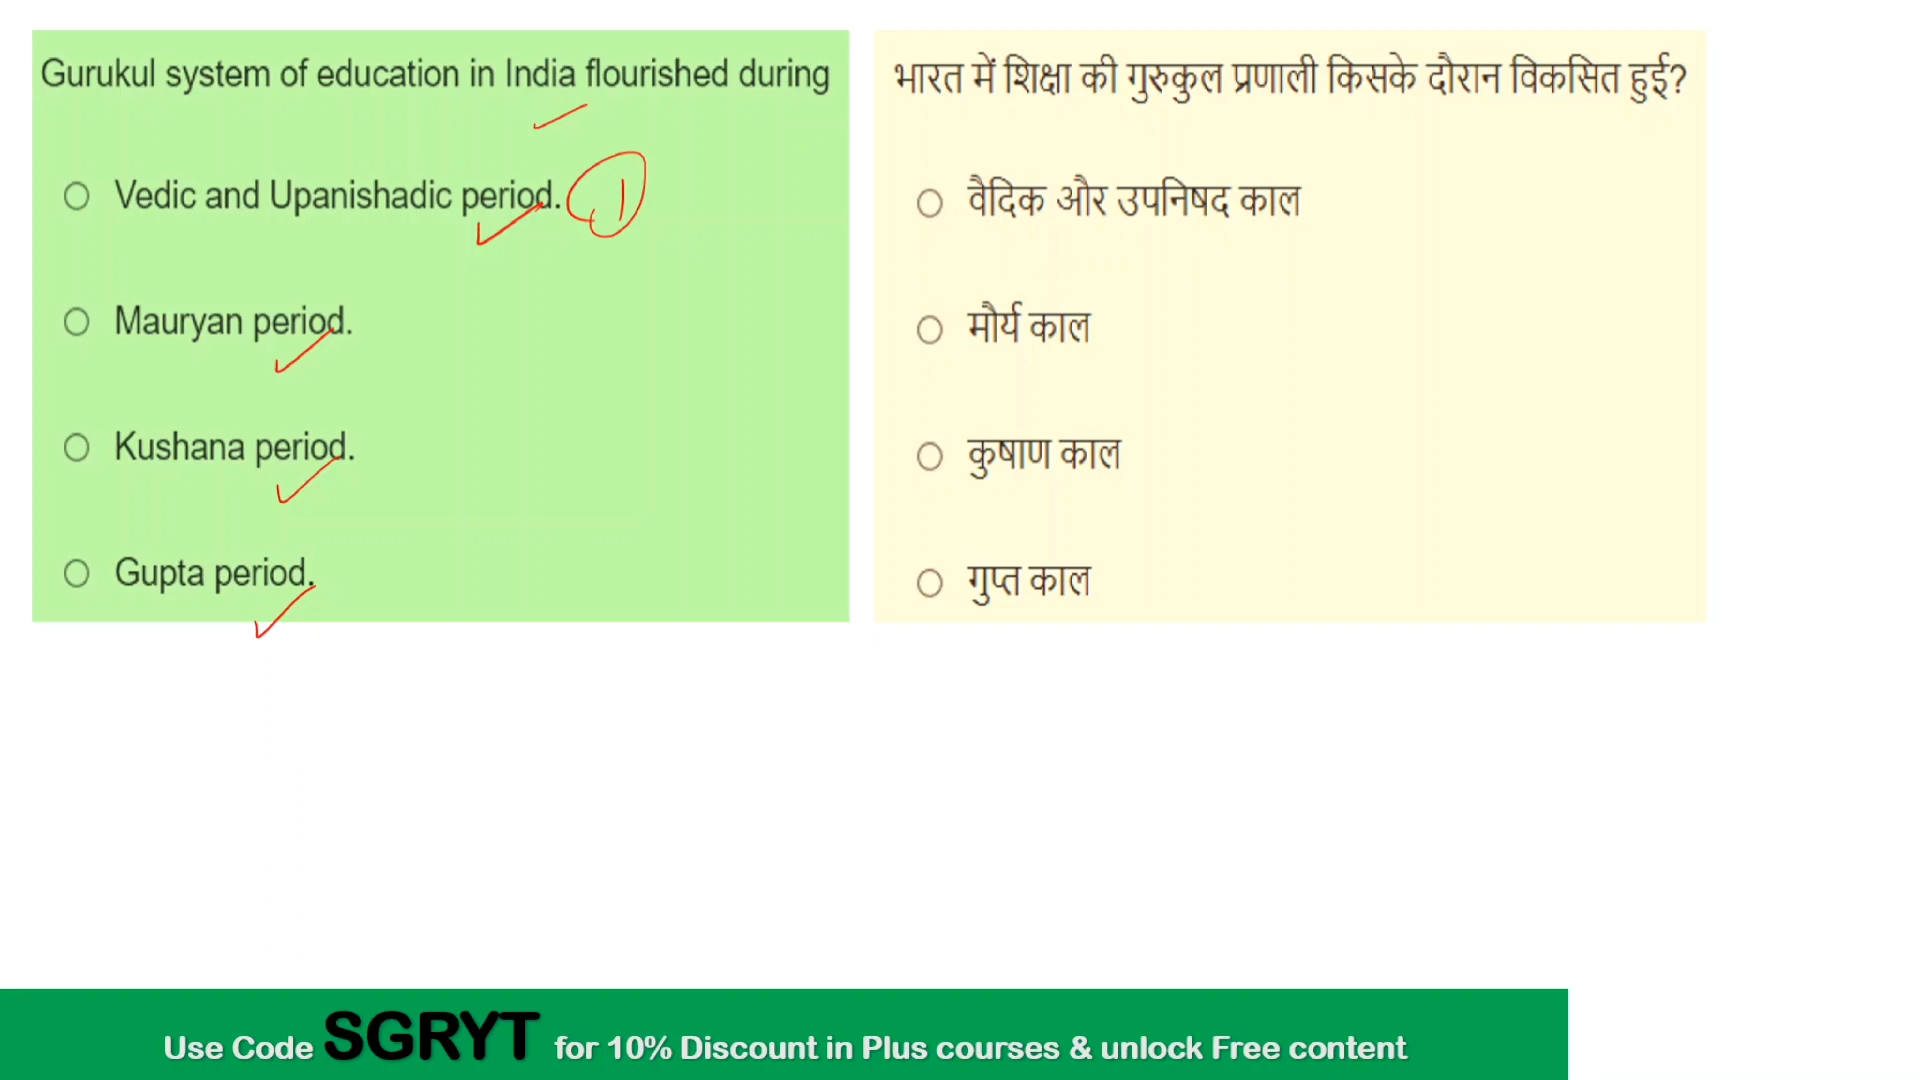 Gurukul system of education in India flourished during
Vedic and Upanishadic period. 1
Mauryan period.
Kushana period.
Gupta period.
भारत में शिक्षा की गुरुकुल प्रणाली किसके दौरान विकसित हुई?
वैदिक और उपनिषद काल
मौर्य काल
कुषाण काल
गुप्त काल
Use Code SGRYT for 10% Discount in Plus courses & unlock Free content